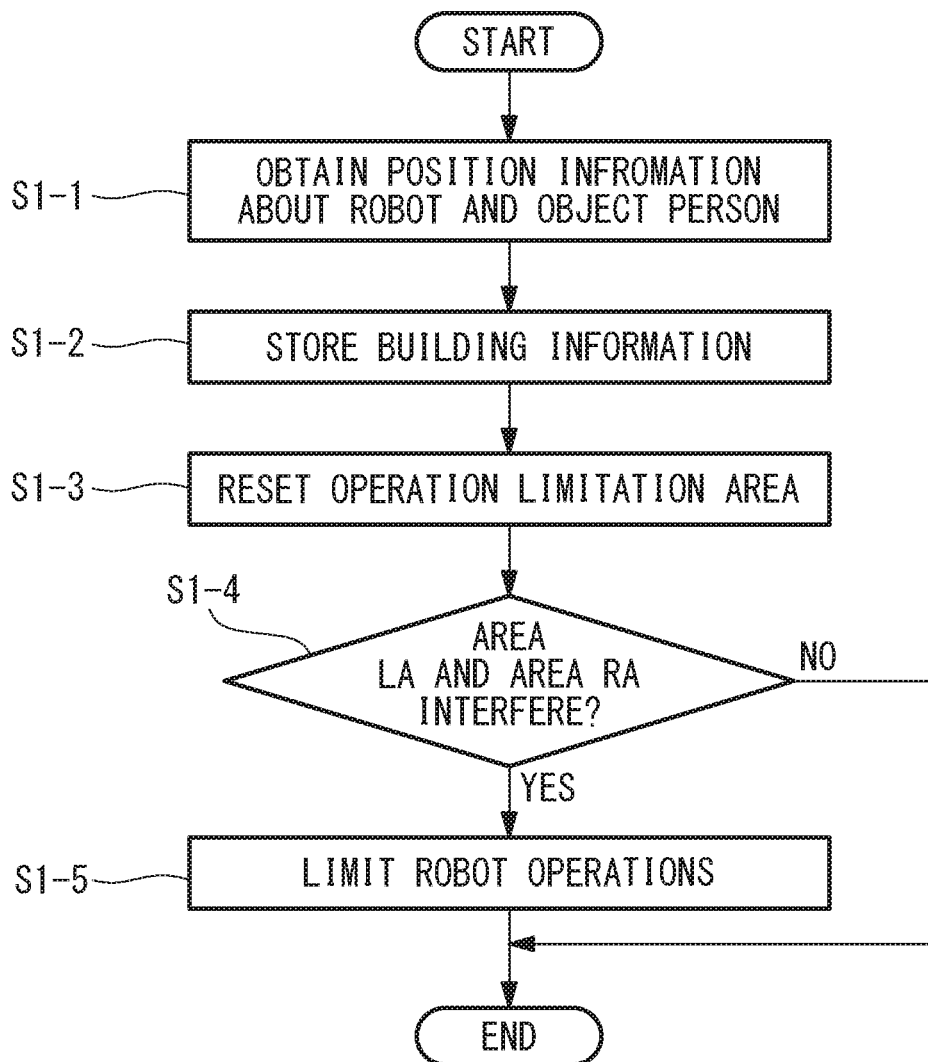 START
S1-1
OBTAIN POSITION INFROMATION
ABOUT ROBOT AND OBJECT PERSON
S1-2
STORE BUILDING INFORMATION
S1-3
RESET OPERATION LIMITATION AREA
S1-4
AREA
LA AND AREA RA
INTERFERE?
NO
YES
S1-5
LIMIT ROBOT OPERATIONS
END